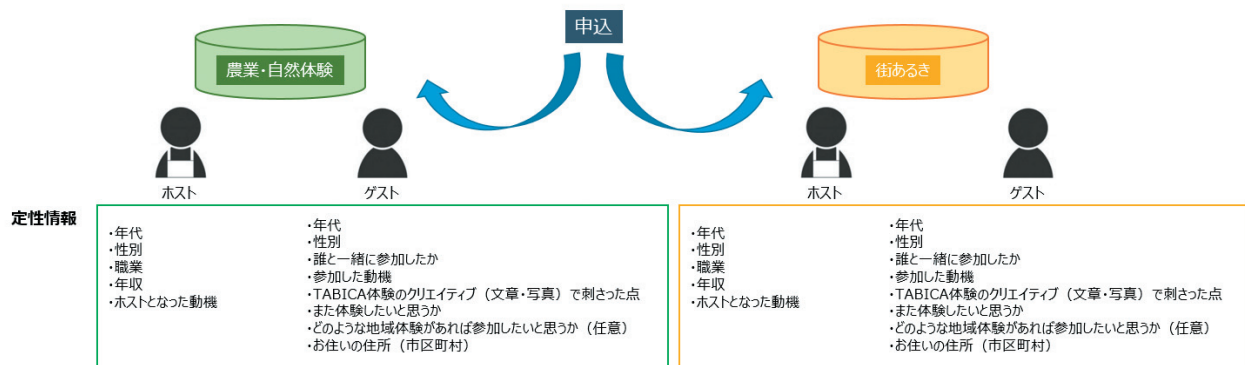 申込
農業・自然体験
街あるき
ホスト
ゲスト
ホスト
ゲスト
定性情報
・年代
・性別
・職業
・年収
・ホストとなった動機
・年代
・性別
・誰と一緒に参加したか
・参加した動機
・TABICA体験のクリエイティブ（文章・写真）で刺さった点
・また体験したいと思うか
・どのような地域体験があれば参加したいと思うか（任意）
・お住いの住所（市区町村）
・年代
・性別
・職業
・年収
・ホストとなった動機
・年代
・性別
・誰と一緒に参加したか
・参加した動機
・TABICA体験のクリエイティブ（文章・写真）で刺さった点
・また体験したいと思うか
・どのような地域体験があれば参加したいと思うか（任意）
・お住いの住所（市区町村）